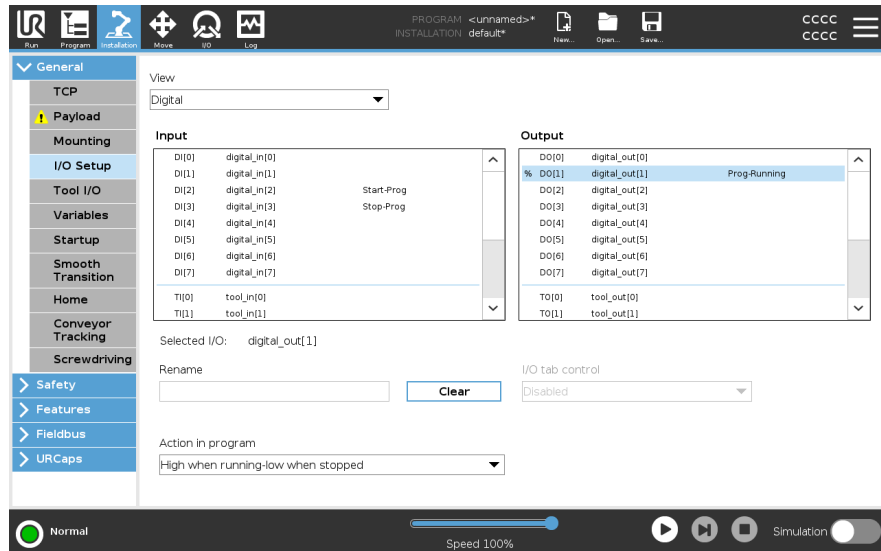 UR
PROGRAM <unnamed>*
INSTALLATION default*
CCCC
CCCC
Run Program Installation Move I/O Log New... Open... Save...
General
TCP
Payload
Mounting
I/O Setup
Tool I/O
Variables
Startup
Smooth
Transition
Home
Conveyor
Tracking
Screwdriving
Safety
Features
Fieldbus
URCaps
View
Digital
Input
DI[0] digital_in[0]
DI[1] digital_in[1]
DI[2] digital_in[2] Start-Prog
DI[3] digital_in[3] Stop-Prog
DI[4] digital_in[4]
DI[5] digital_in[5]
DI[6] digital_in[6]
DI[7] digital_in[7]
TI[0] tool_in[0]
TI[1] tool_in[1]
Output
DO[0] digital_out[0]
% DO[1] digital_out[1] Prog-Running
DO[2] digital_out[2]
DO[3] digital_out[3]
DO[4] digital_out[4]
DO[5] digital_out[5]
DO[6] digital_out[6]
DO[7] digital_out[7]
TO[0] tool_out[0]
TO[1] tool_out[1]
Selected I/O: digital_out[1]
Rename
Clear
I/O tab control
Disabled
Action in program
High when running-low when stopped
Normal
Speed 100%
Simulation